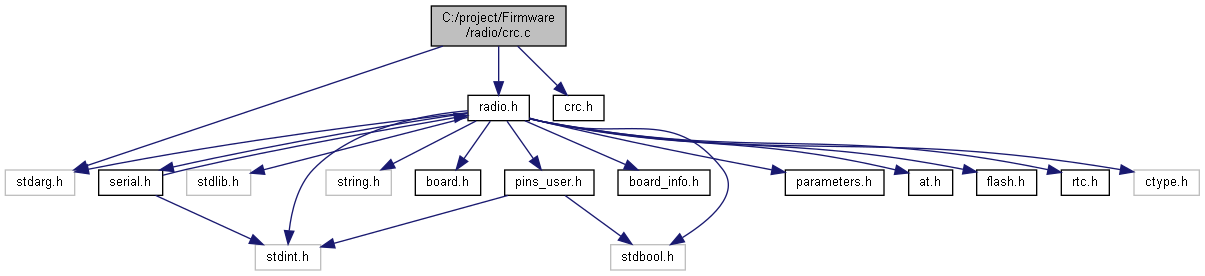 C:/project/Firmware
/radio/crc.c
radio.h
crc.h
stdarg.h
serial.h
stdlib.h
string.h
board.h
pins_user.h
board_info.h
parameters.h
at.h
flash.h
rtc.h
ctype.h
stdint.h
stdbool.h